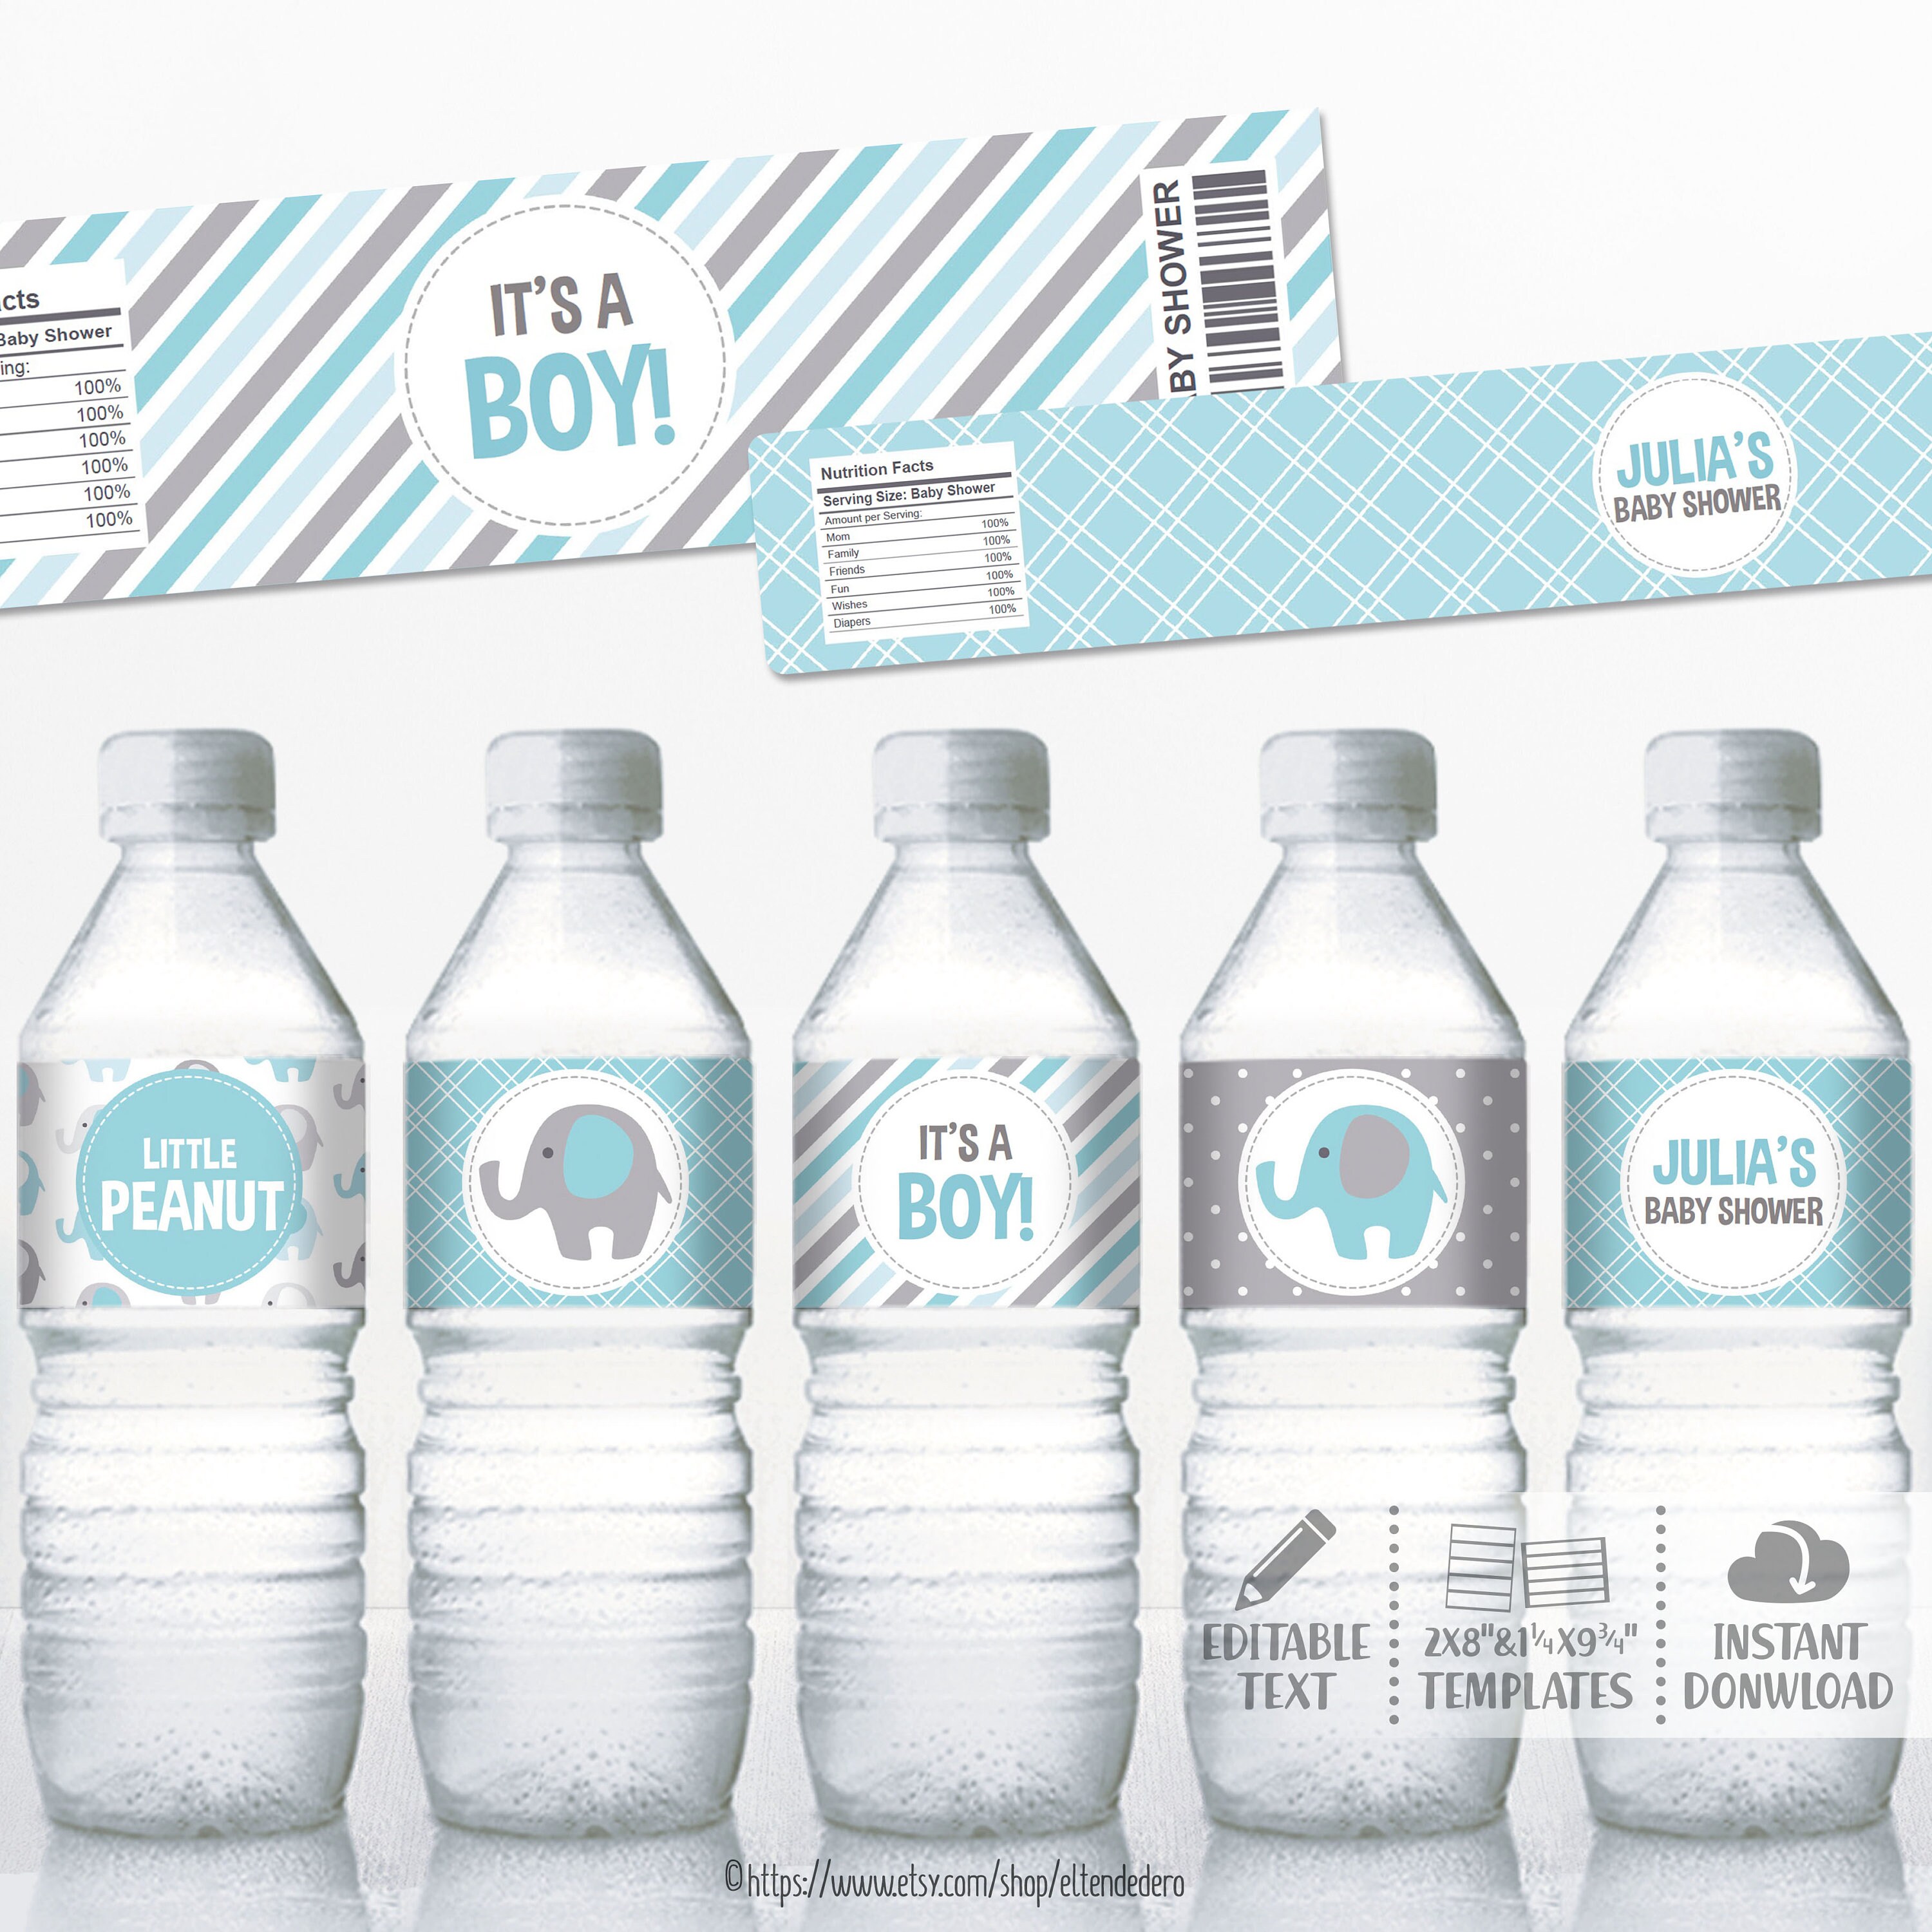 cts
Baby Shower
ing:
100%
100%
100%
100%
100%
100%
IT'S A
BOY!
BY SHOWER
Nutrition Facts
Serving Size: Baby Shower
Amount per Serving:
Mom 100%
Family 100%
Friends 100%
Fun 100%
Wishes 100%
Diapers 100%
JULIA'S
BABY SHOWER
LITTLE
PEANUT
IT'S A
BOY!
JULIA'S
BABY SHOWER
EDITABLE
TEXT
2X8"&1¼X9¾"
TEMPLATES
INSTANT
DONWLOAD
©https://www.etsy.com/shop/eltendedero